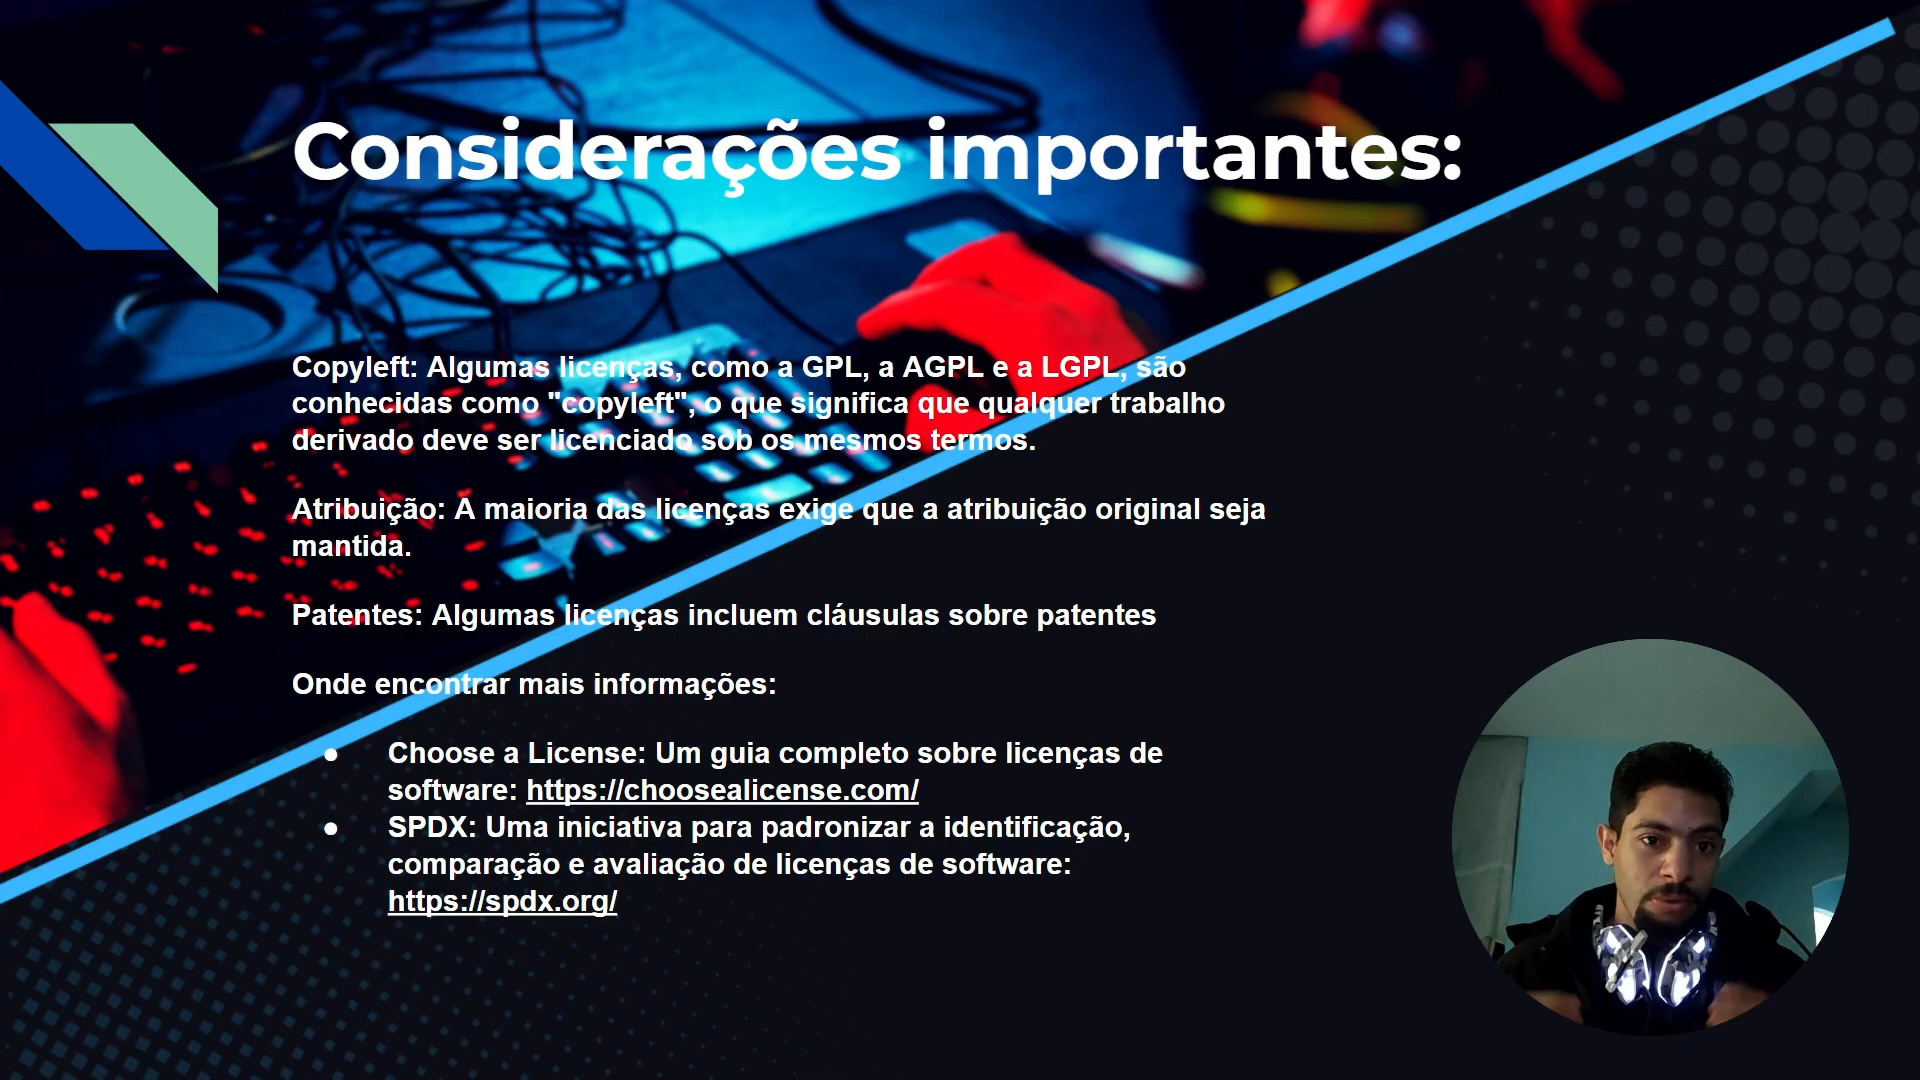 Considerações importantes:
Copyleft: Algumas licenças, como a GPL, a AGPL e a LGPL, são
conhecidas como "copyleft", o que significa que qualquer trabalho
derivado deve ser licenciado sob os mesmos termos.
Atribuição: A maioria das licenças exige que a atribuição original seja
mantida.
Patentes: Algumas licenças incluem cláusulas sobre patentes
Onde encontrar mais informações:
● Choose a License: Um guia completo sobre licenças de
software: https://choosealicense.com/
● SPDX: Uma iniciativa para padronizar a identificação,
comparação e avaliação de licenças de software:
https://spdx.org/